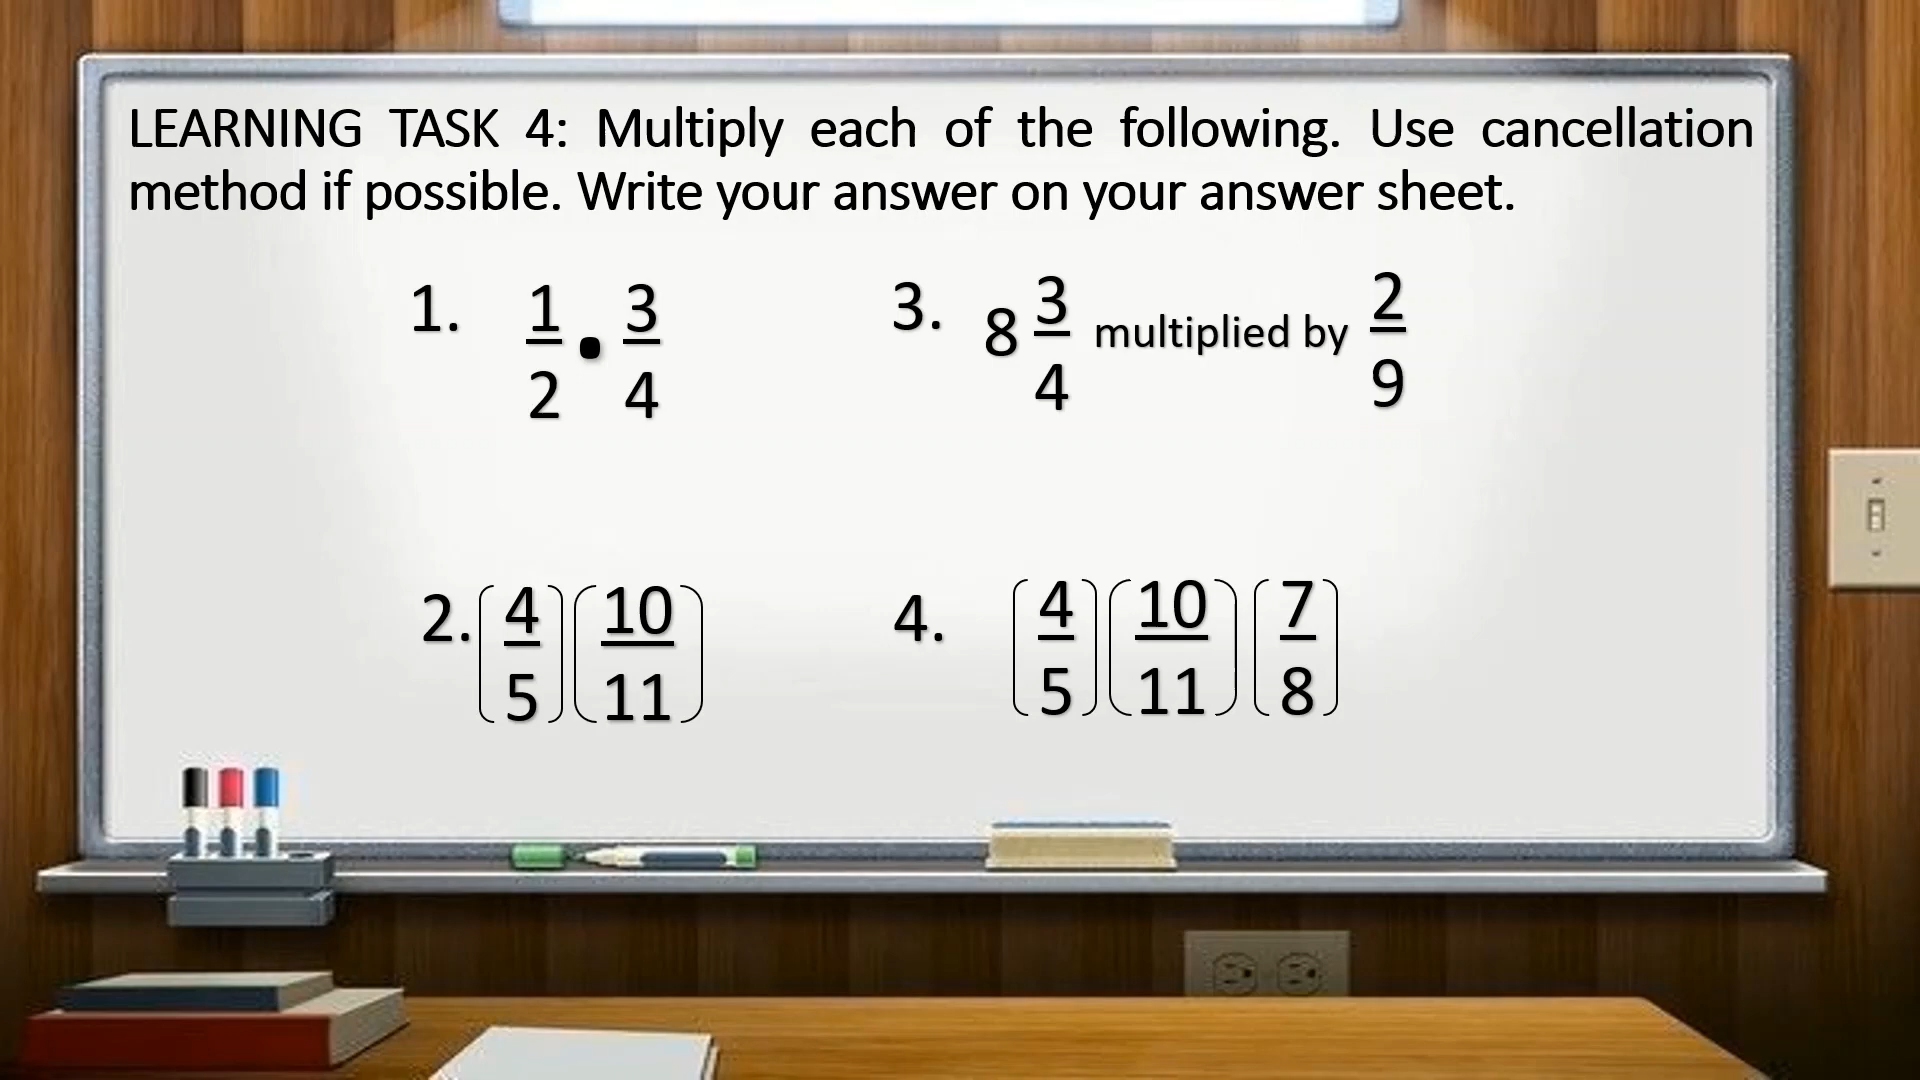 LEARNING TASK 4: Multiply each of the following. Use cancellation
method if possible. Write your answer on your answer sheet.
1. 1/2 . 3/4
3. 8 3/4 multiplied by 2/9
2. (4/5)(10/11)
4. (4/5)(10/11)(7/8)